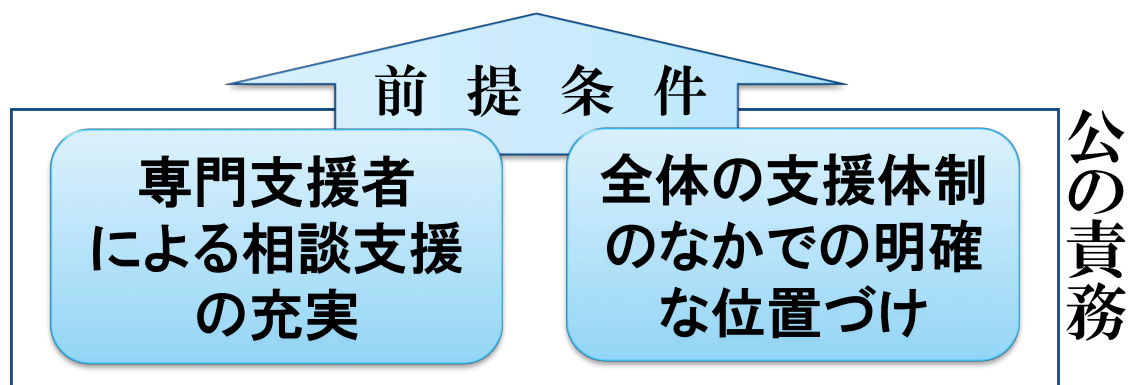 前提条件
専門支援者
による相談支援
の充実
全体の支援体制
のなかでの明確
な位置づけ
公の責務